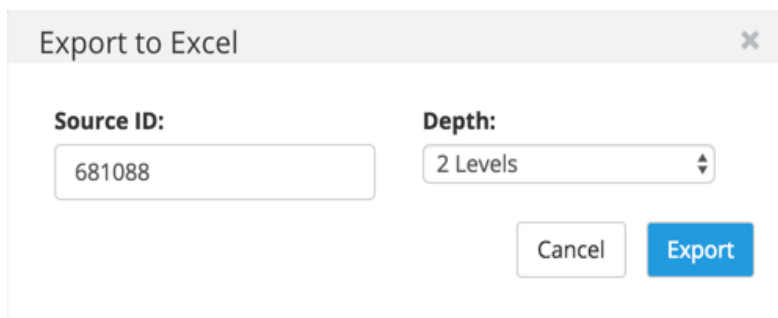 Export to Excel
Source ID:
Depth:
681088
2 Levels
Cancel
Export